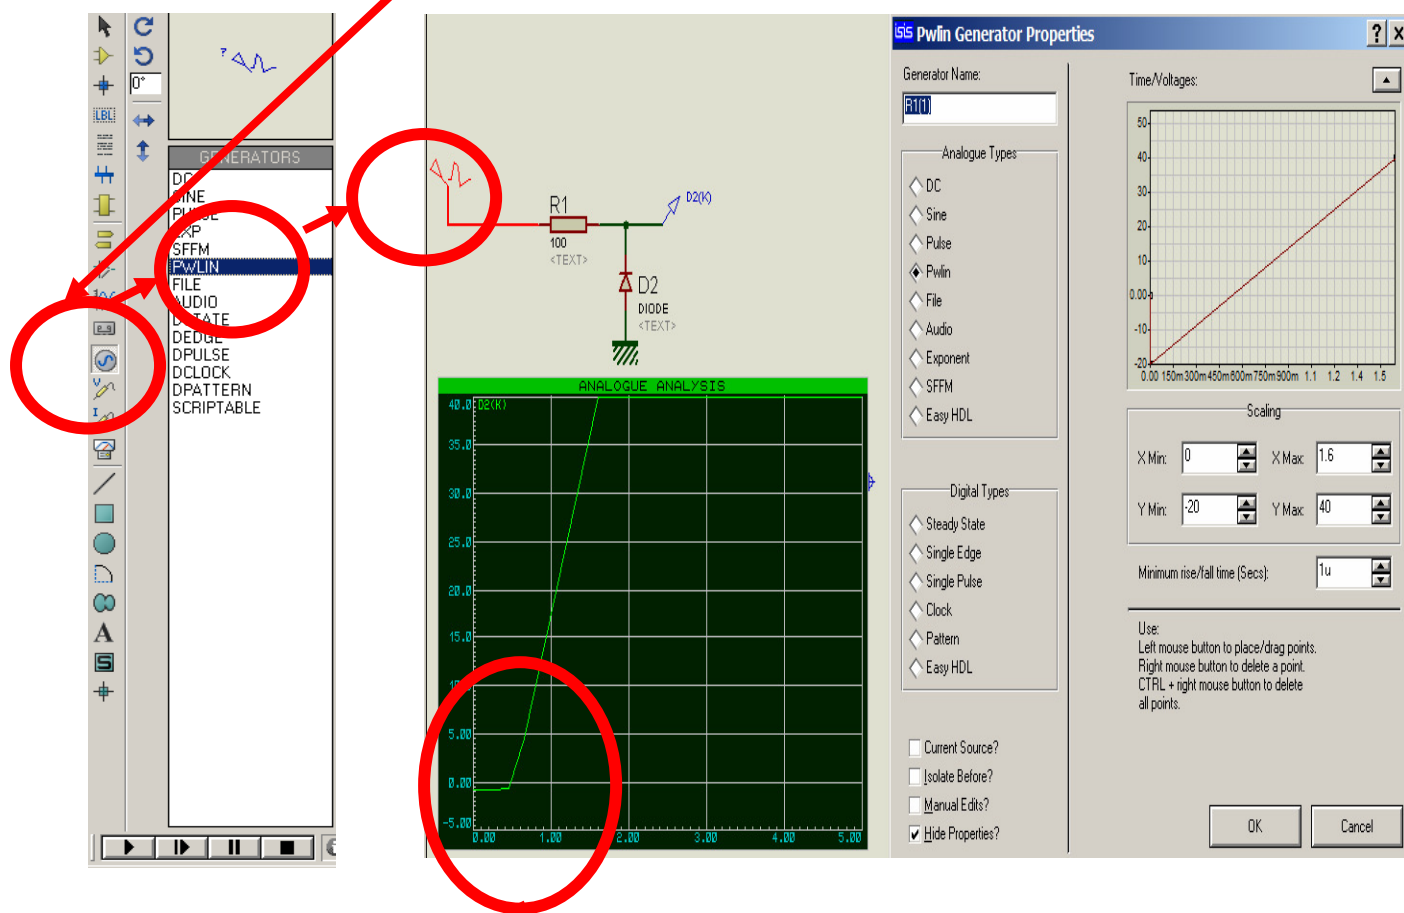 0°
LBL
GENERATORS
DC
SINE
PULSE
EXP
SFFM
PWLIN
FILE
AUDIO
DSTATE
DEDGE
DPULSE
DCLOCK
DPATTERN
SCRIPTABLE
V
I
A
S
?
R1
100
<TEXT>
D2(K)
D2
DIODE
<TEXT>
ANALOGUE ANALYSIS
D2(K)
40.0
35.0
30.0
25.0
20.0
15.0
5.00
0.00
-5.00
0.00 2.00 3.00 4.00 5.00
1.00
isis Pwlin Generator Properties
? X
Generator Name:
R1(1)
Analogue Types
DC
Sine
Pulse
Pwlin
File
Audio
Exponent
SFFM
Easy HDL
Digital Types
Steady State
Single Edge
Single Pulse
Clock
Pattern
Easy HDL
Current Source?
Isolate Before?
Manual Edits?
Hide Properties?
Time/Voltages:
50
40
30
20
10
0.00
-10
-20
0.00 150m 300m 450m 600m 750m 900m 1.1 1.2 1.4 1.5
Scaling
X Min: 0 X Max: 1.6
Y Min: -20 Y Max: 40
Minimum rise/fall time (Secs): 1u
Use:
Left mouse button to place/drag points.
Right mouse button to delete a point.
CTRL + right mouse button to delete
all points.
OK Cancel